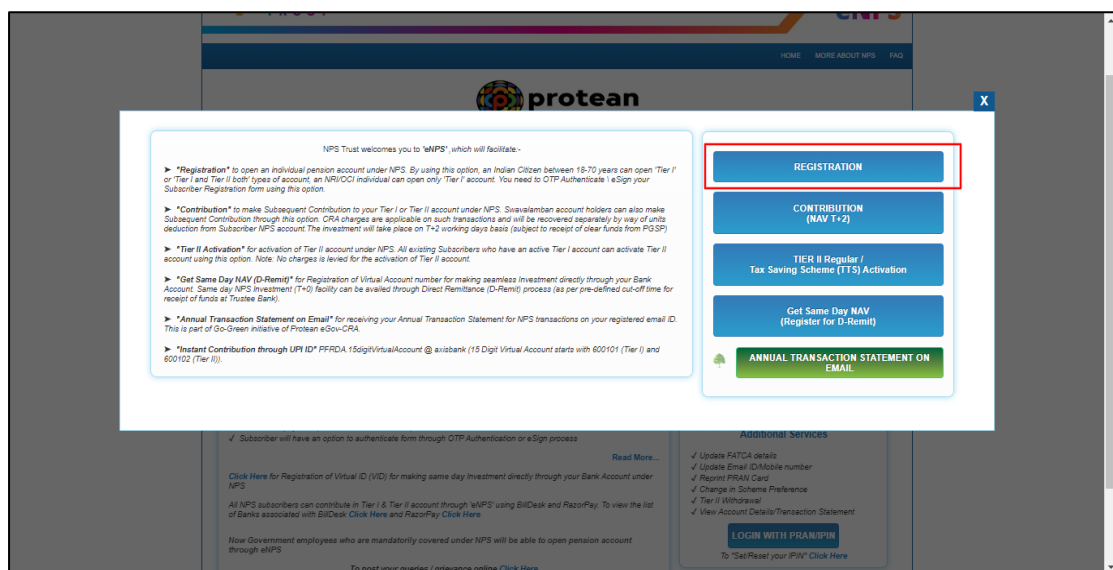 eNPS
HOME MORE ABOUT NPS FAQ
protean
X
NPS Trust welcomes you to 'eNPS' ,which will facilitate:-
➤ "Registration" to open an individual pension account under NPS. By using this option, an Indian Citizen between 18-70 years can open 'Tier I'
or 'Tier I and Tier II both' types of account, an NRI/OCI individual can open only 'Tier I' account. You need to OTP Authenticate \ eSign your
Subscriber Registration form using this option.
➤ "Contribution" to make Subsequent Contribution to your Tier I or Tier II account under NPS. Swavalamban account holders can also make
Subsequent Contribution through this option. CRA charges are applicable on such transactions and will be recovered separately by way of units
deduction from Subscriber NPS account.The investment will take place on T+2 working days basis (subject to receipt of clear funds from PGSP)
➤ "Tier II Activation" for activation of Tier II account under NPS. All existing Subscribers who have an active Tier I account can activate Tier II
account using this option. Note: No charges is levied for the activation of Tier II account.
➤ "Get Same Day NAV (D-Remit)" for Registration of Virtual Account number for making seamless Investment directly through your Bank
Account. Same day NPS Investment (T+0) facility can be availed through Direct Remittance (D-Remit) process (as per pre-defined cut-off time for
receipt of funds at Trustee Bank).
➤ "Annual Transaction Statement on Email" for receiving your Annual Transaction Statement for NPS transactions on your registered email ID.
This is part of Go-Green initiative of Protean eGov-CRA.
➤ "Instant Contribution through UPI ID" PFRDA.15digitVirtualAccount @ axisbank (15 Digit Virtual Account starts with 600101 (Tier I) and
600102 (Tier II)).
REGISTRATION
CONTRIBUTION
(NAV T+2)
TIER II Regular /
Tax Saving Scheme (TTS) Activation
Get Same Day NAV
(Register for D-Remit)
ANNUAL TRANSACTION STATEMENT ON
EMAIL
√ Subscriber will have an option to authenticate form through OTP Authentication or eSign process
Read More...
Click Here for Registration of Virtual ID (VID) for making same day Investment directly through your Bank Account under
NPS
All NPS subscribers can contribute in Tier I & Tier II account through 'eNPS' using BillDesk and RazorPay. To view the list
of Banks associated with BillDesk Click Here and RazorPay Click Here
Now Government employees who are mandatorily covered under NPS will be able to open pension account
through eNPS
To post your queries / grievance online Click Here
Additional Services
√ Update FATCA details
√ Update Email ID/Mobile number
√ Reprint PRAN Card
√ Change in Scheme Preference
√ Tier II Withdrawal
√ View Account Details/Transaction Statement
LOGIN WITH PRAN/IPIN
To "Set/Reset your IPIN" Click Here